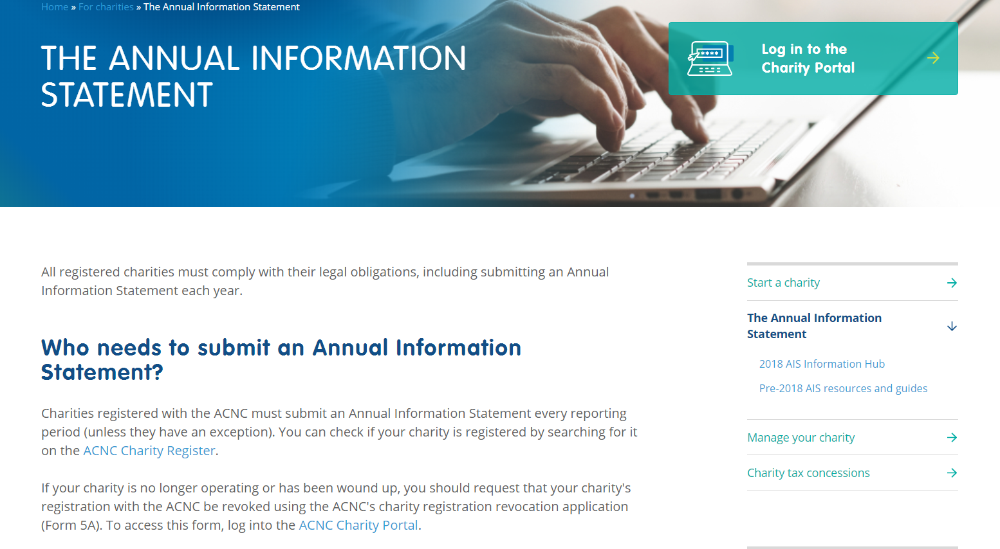 Home » For charities » The Annual Information Statement
THE ANNUAL INFORMATION
STATEMENT
****
Log in to the
Charity Portal
All registered charities must comply with their legal obligations, including submitting an Annual
Information Statement each year.
Who needs to submit an Annual Information
Statement?
Charities registered with the ACNC must submit an Annual Information Statement every reporting
period (unless they have an exception). You can check if your charity is registered by searching for it
on the ACNC Charity Register.
If your charity is no longer operating or has been wound up, you should request that your charity's
registration with the ACNC be revoked using the ACNC's charity registration revocation application
(Form 5A). To access this form, log into the ACNC Charity Portal.
Start a charity
The Annual Information
Statement
2018 AIS Information Hub
Pre-2018 AIS resources and guides
Manage your charity
Charity tax concessions